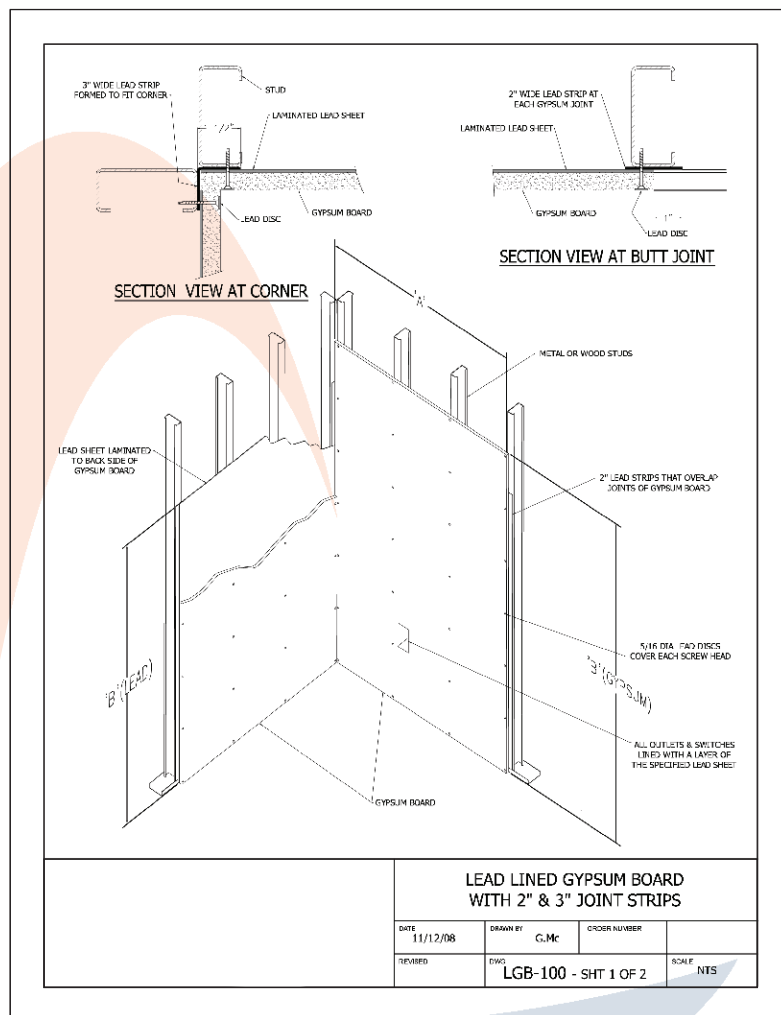 3" WIDE LEAD STRIP
FORMED TO FIT CORNER
STUD
LAMINATED LEAD SHEET
GYPSUM BOARD
LEAD DISC
SECTION VIEW AT CORNER
2" WIDE LEAD STRIP AT
EACH GYPSUM JOINT
LAMINATED LEAD SHEET
GYPSUM BOARD
1"
LEAD DISC
SECTION VIEW AT BUTT JOINT
'A'
METAL OR WOOD STUDS
LEAD SHEET LAMINATED
TO BACK SIDE OF
GYPSUM BOARD
2" LEAD STRIPS THAT OVERLAP
JOINTS OF GYPSUM BOARD
5/16 DIA LEAD DISCS
COVER EACH SCREW HEAD
'B' (LEAD)
'B' (GYPSUM)
ALL OUTLETS & SWITCHES
LINED WITH A LAYER OF
THE SPECIFIED LEAD SHEET
GYPSUM BOARD
LEAD LINED GYPSUM BOARD
WITH 2" & 3" JOINT STRIPS
DATE
11/12/08
DRAWN BY
G.Mc
ORDER NUMBER
REVISED
DWG
LGB-100 - SHT 1 OF 2
SCALE
NTS